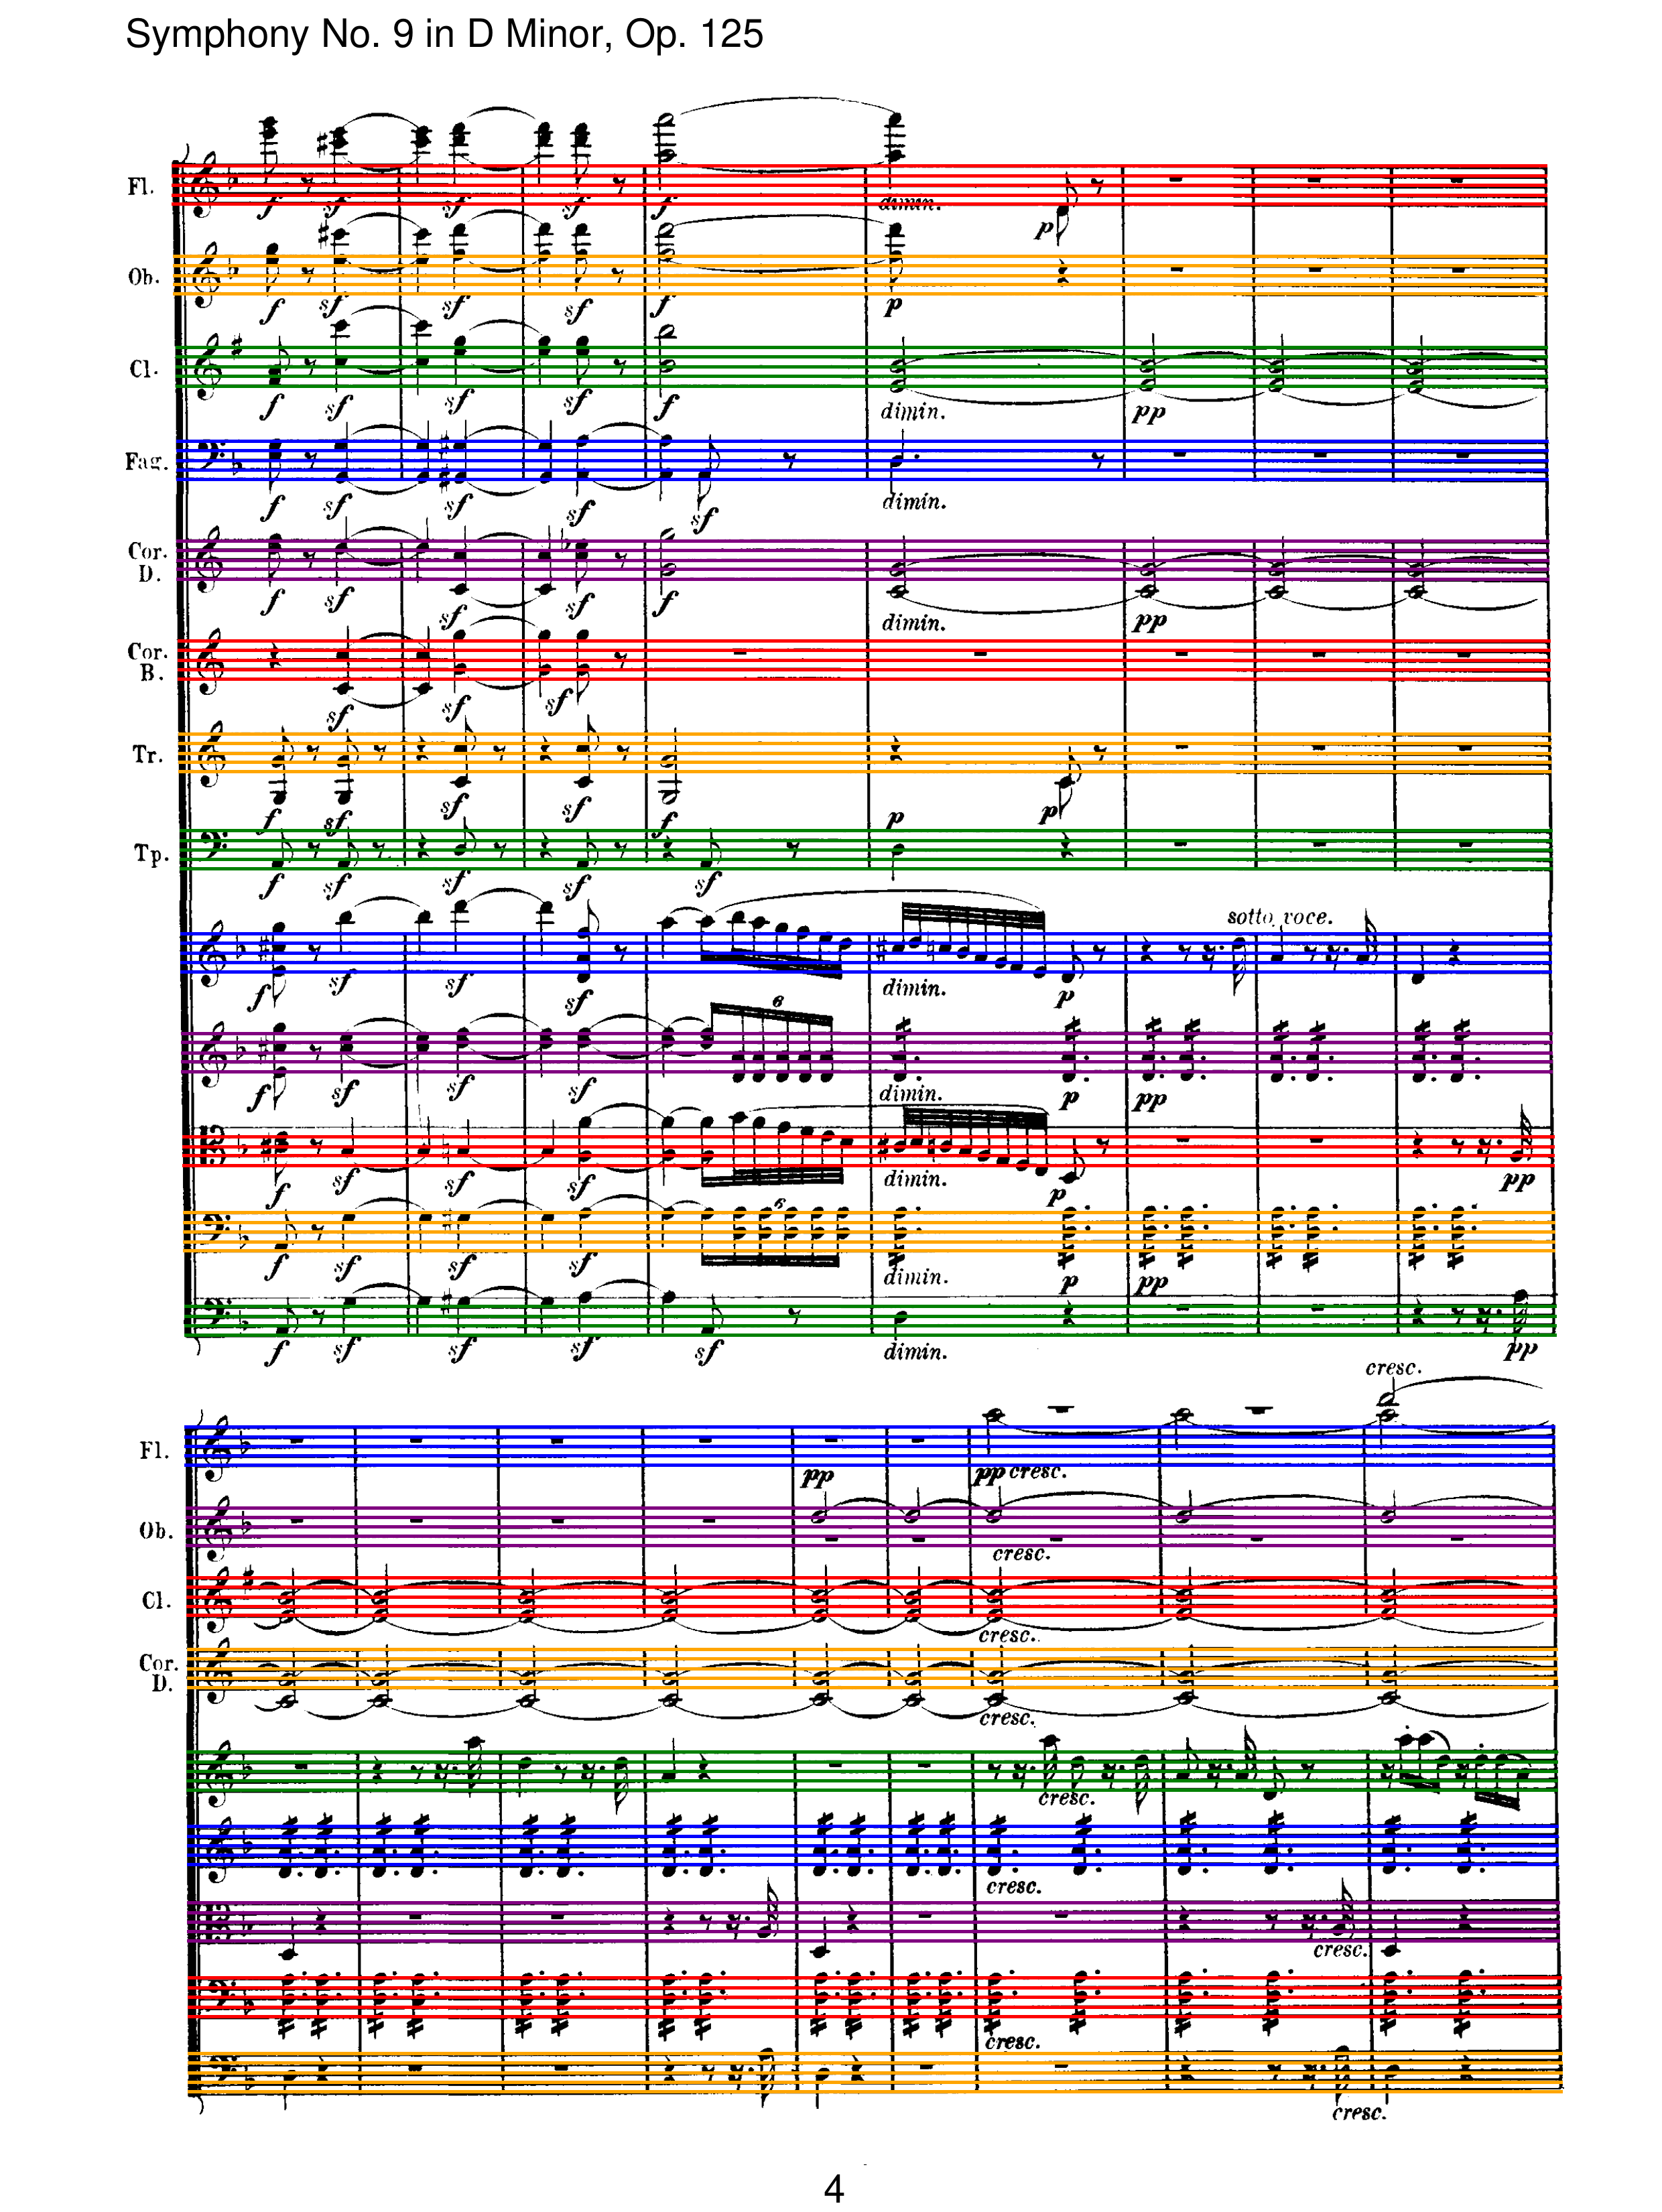 Symphony No. 9 in D Minor, Op. 125
Fl.
f sf sf sf f dimin. p
Ob.
f sf sf sf f p
Cl.
f sf sf sf f dimin. pp
Fag.
f sf sf sf sf dimin.
Cor. D.
f sf sf sf f dimin. pp
Cor. B.
sf sf sf
Tr.
f sf sf sf f p p
Tp.
f sf sf sf sf
sotto voce.
f sf sf sf dimin. p
6
f sf sf sf dimin. p pp
f sf sf sf dimin. p pp
6
f sf sf sf dimin. p pp
f sf sf sf sf dimin. pp
cresc.
Fl.
pp pp cresc.
Ob.
cresc.
Cl.
cresc.
Cor. D.
cresc.
cresc.
cresc.
cresc.
cresc.
cresc.
4